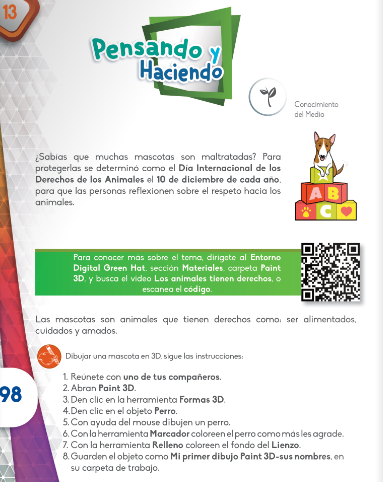 13
Pensando y
Haciendo
Conocimiento
del Medio
¿Sabías que muchas mascotas son maltratadas? Para
protegerlas se determinó como el Día Internacional de los
Derechos de los Animales el 10 de diciembre de cada año,
para que las personas reflexionen sobre el respeto hacia los
animales.
A B
C
Para conocer más sobre el tema, dirígete al Entorno
Digital Green Hat, sección Materiales, carpeta Paint
3D, y busca el video Los animales tienen derechos, o
escanea el código.
Las mascotas son animales que tienen derechos como: ser alimentados,
cuidados y amados.
Dibujar una mascota en 3D, sigue las instrucciones:
1. Reúnete con uno de tus compañeros.
2. Abran Paint 3D.
3. Den clic en la herramienta Formas 3D.
4. Den clic en el objeto Perro.
5. Con ayuda del mouse dibujen un perro.
6. Con la herramienta Marcador coloreen el perro como más les agrade.
7. Con la herramienta Relleno coloreen el fondo del Lienzo.
8. Guarden el objeto como Mi primer dibujo Paint 3D-sus nombres, en
su carpeta de trabajo.
98